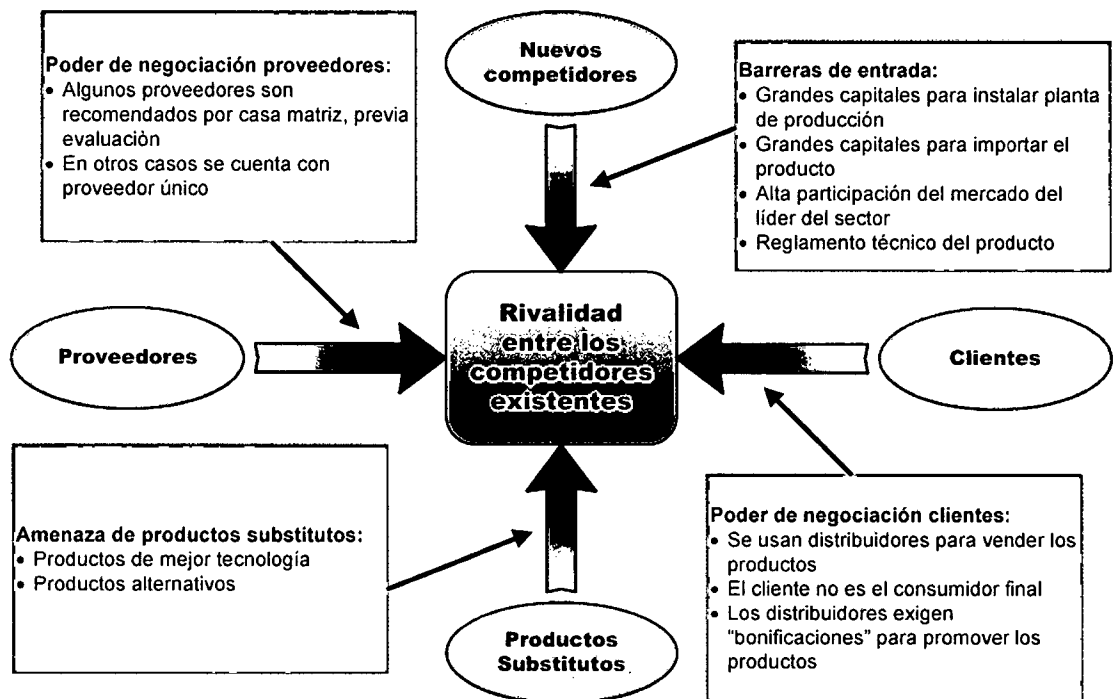 Poder de negociación proveedores:
• Algunos proveedores son
recomendados por casa matriz, previa
evaluación
• En otros casos se cuenta con
proveedor único
Nuevos
competidores
Barreras de entrada:
• Grandes capitales para instalar planta
de producción
• Grandes capitales para importar el
producto
• Alta participación del mercado del
líder del sector
• Reglamento técnico del producto
Proveedores
Rivalidad
entre los
competidores
existentes
Clientes
Amenaza de productos substitutos:
• Productos de mejor tecnología
• Productos alternativos
Productos
Substitutos
Poder de negociación clientes:
• Se usan distribuidores para vender los
productos
• El cliente no es el consumidor final
• Los distribuidores exigen
"bonificaciones" para promover los
productos